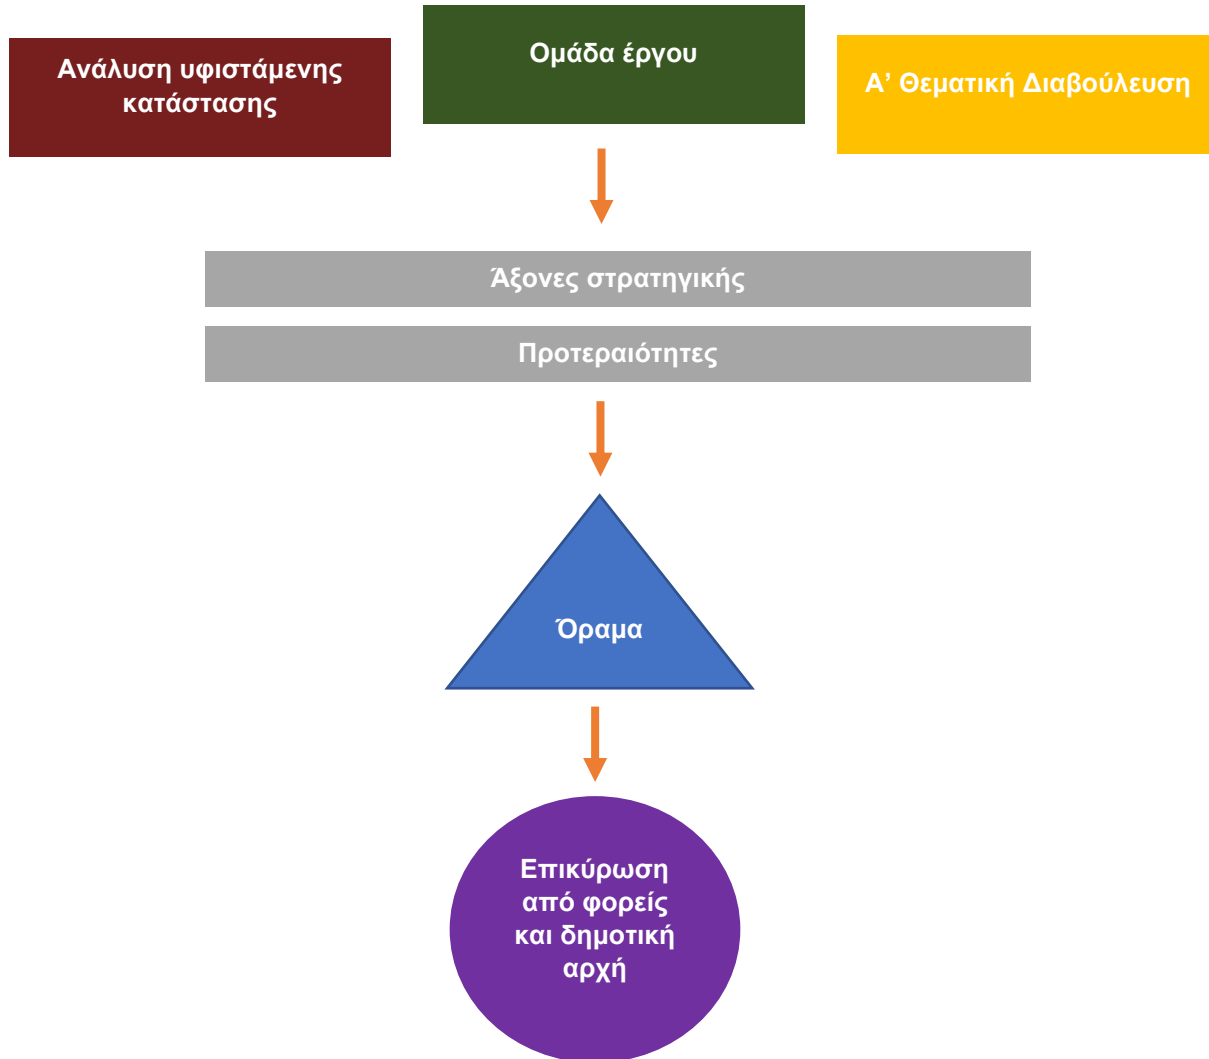 Ανάλυση υφιστάμενης
κατάστασης
Ομάδα έργου
Α’ Θεματική Διαβούλευση
Άξονες στρατηγικής
Προτεραιότητες
Όραμα
Επικύρωση
από φορείς
και δημοτική
αρχή